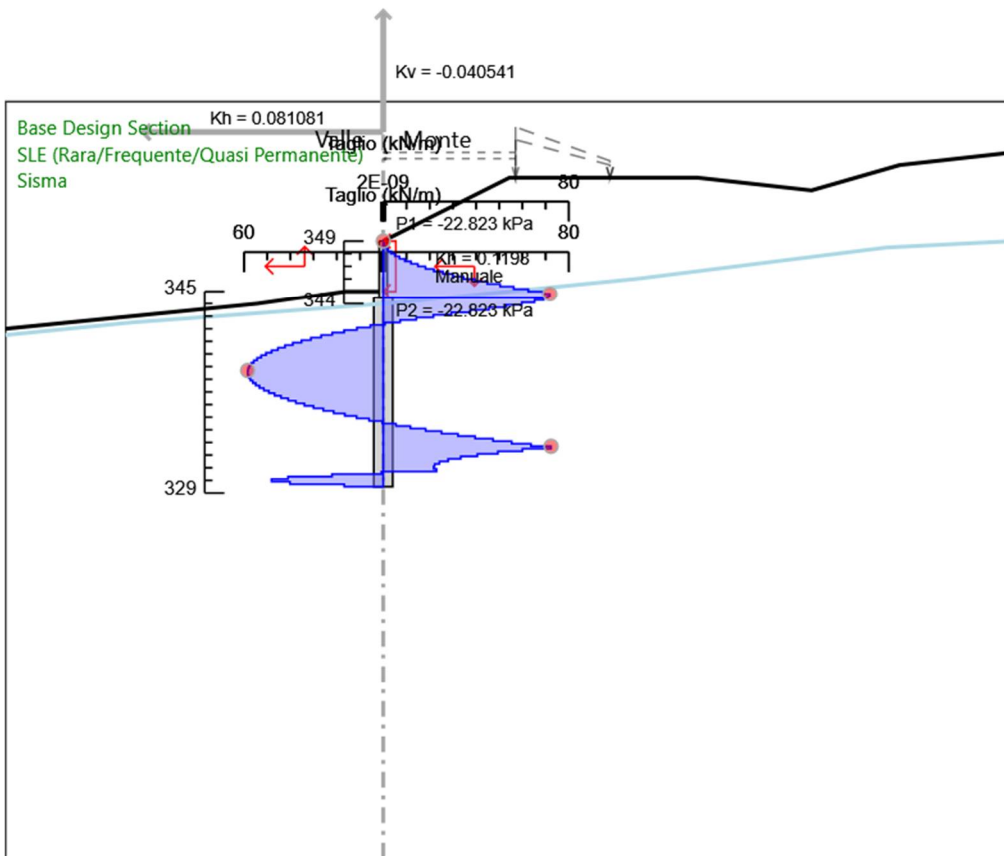 Kv = -0.040541
Kh = 0.081081
Base Design Section
SLE (Rara/Frequente/Quasi Permanente)
Sisma
Valle Monte
Taglio (kN/m)
Taglio (kN/m)
2E-09 80
P1 = -22.823 kPa
60 349 80
Kh = 0.1198
Manuale
345 344
P2 = -22.823 kPa
329